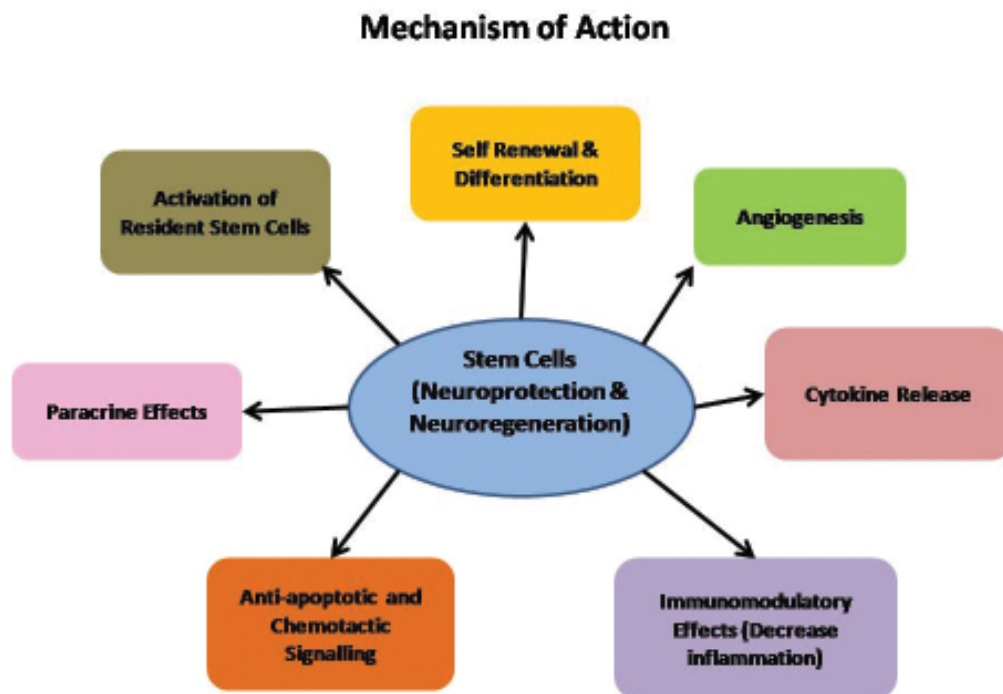 Mechanism of Action
Self Renewal &
Differentiation
Activation of
Resident Stem Cells
Angiogenesis
Stem Cells
(Neuroprotection &
Neuroregeneration)
Paracrine Effects
Cytokine Release
Anti-apoptotic and
Chemotactic
Signalling
Immunomodulatory
Effects (Decrease
inflammation)